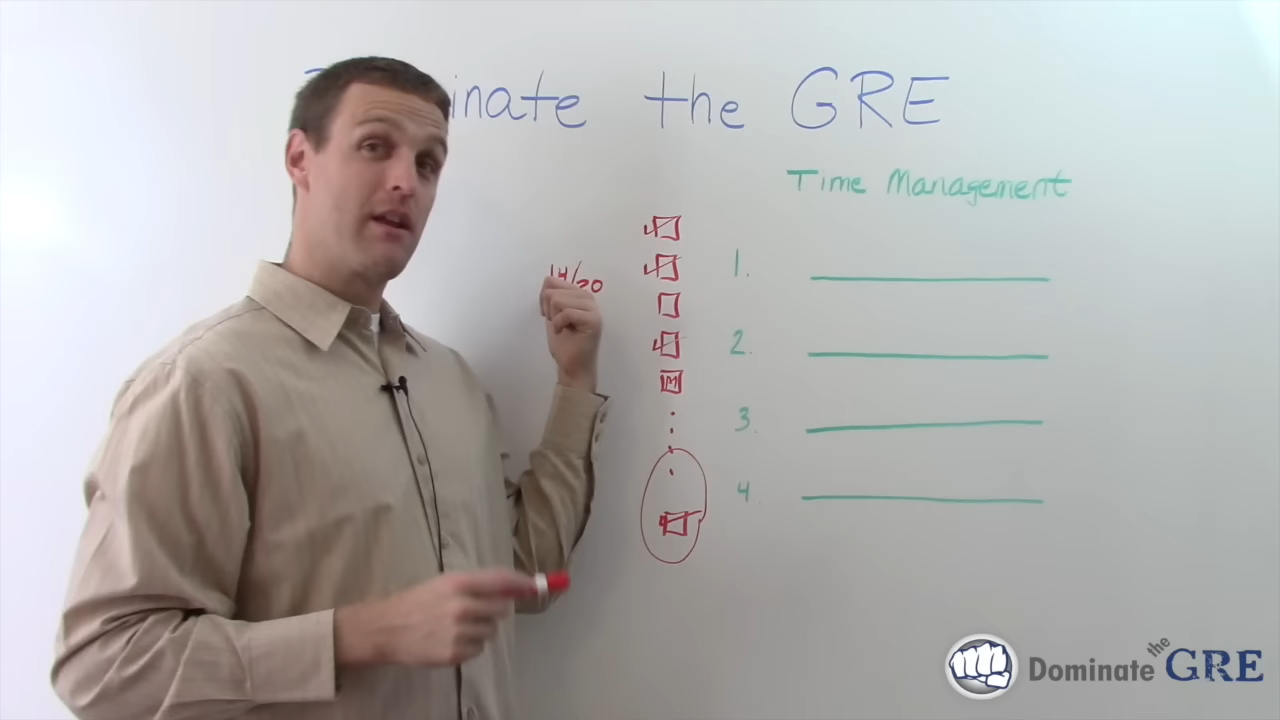 inate the GRE
Time Management
14/20
1.
2.
M
3.
4.
Dominate the GRE